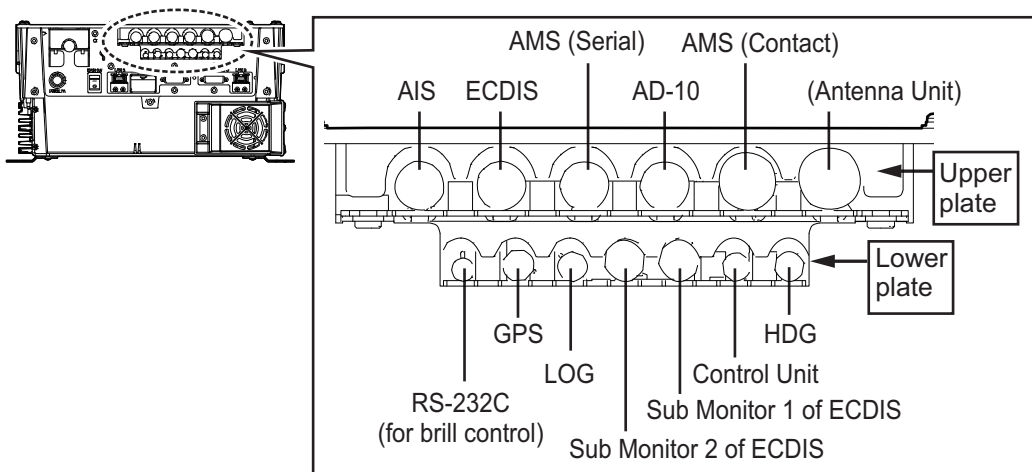 AMS (Serial)
AMS (Contact)
AIS
ECDIS
AD-10
(Antenna Unit)
Upper
plate
Lower
plate
GPS
HDG
LOG
Control Unit
RS-232C
(for brill control)
Sub Monitor 1 of ECDIS
Sub Monitor 2 of ECDIS